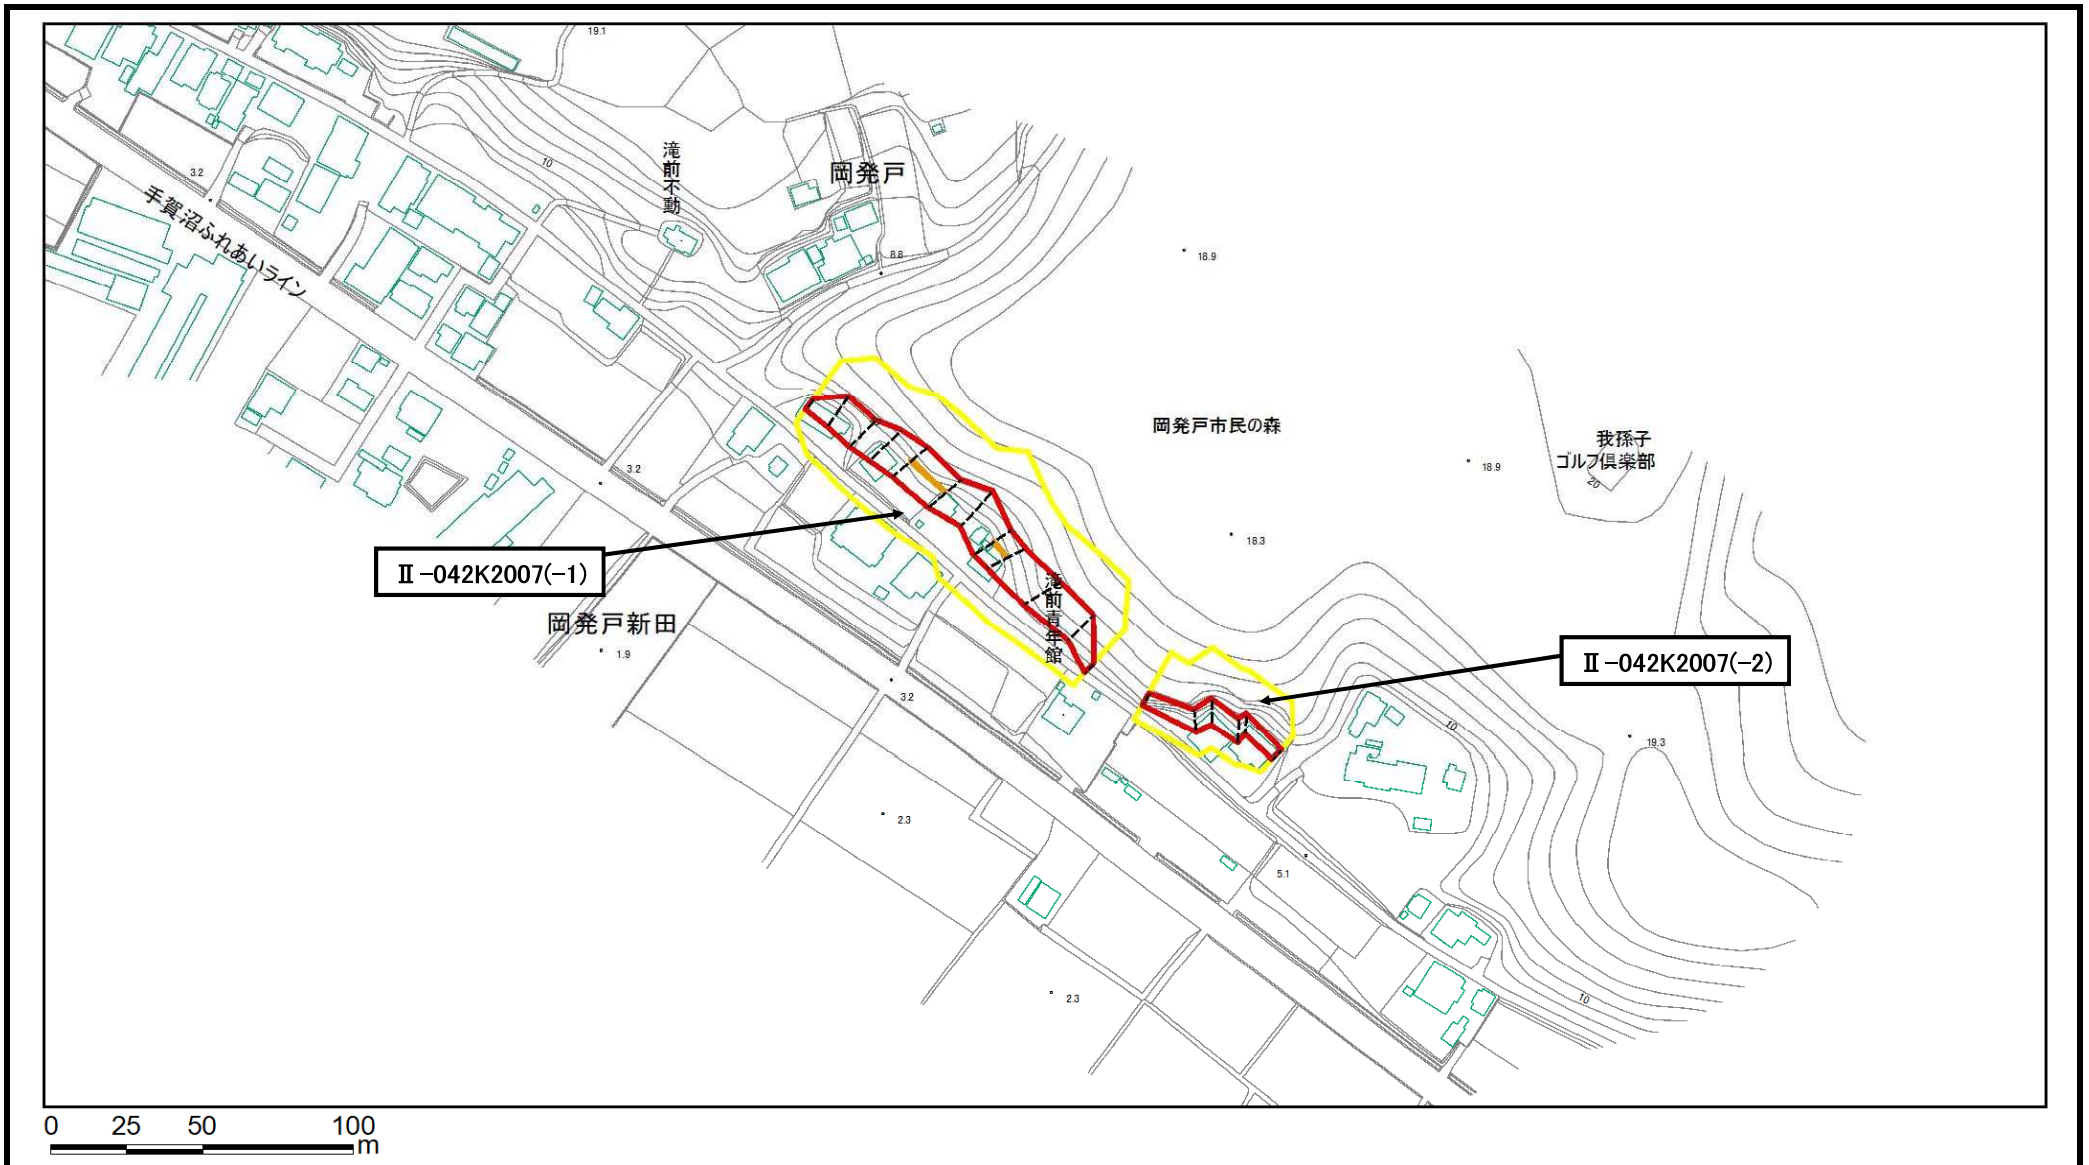 19.1
10
滝前不動
岡発戸
3.2
手賀沼ふれあいライン
8.8
18.9
岡発戸市民の森
我孫子
ゴルフ倶楽部
20
18.9
3.2
18.3
Ⅱ-042K2007(-1)
滝前青年館
岡発戸新田
1.9
Ⅱ-042K2007(-2)
3.2
10
19.3
2.3
5.1
2.3
10
0 25 50 100
m